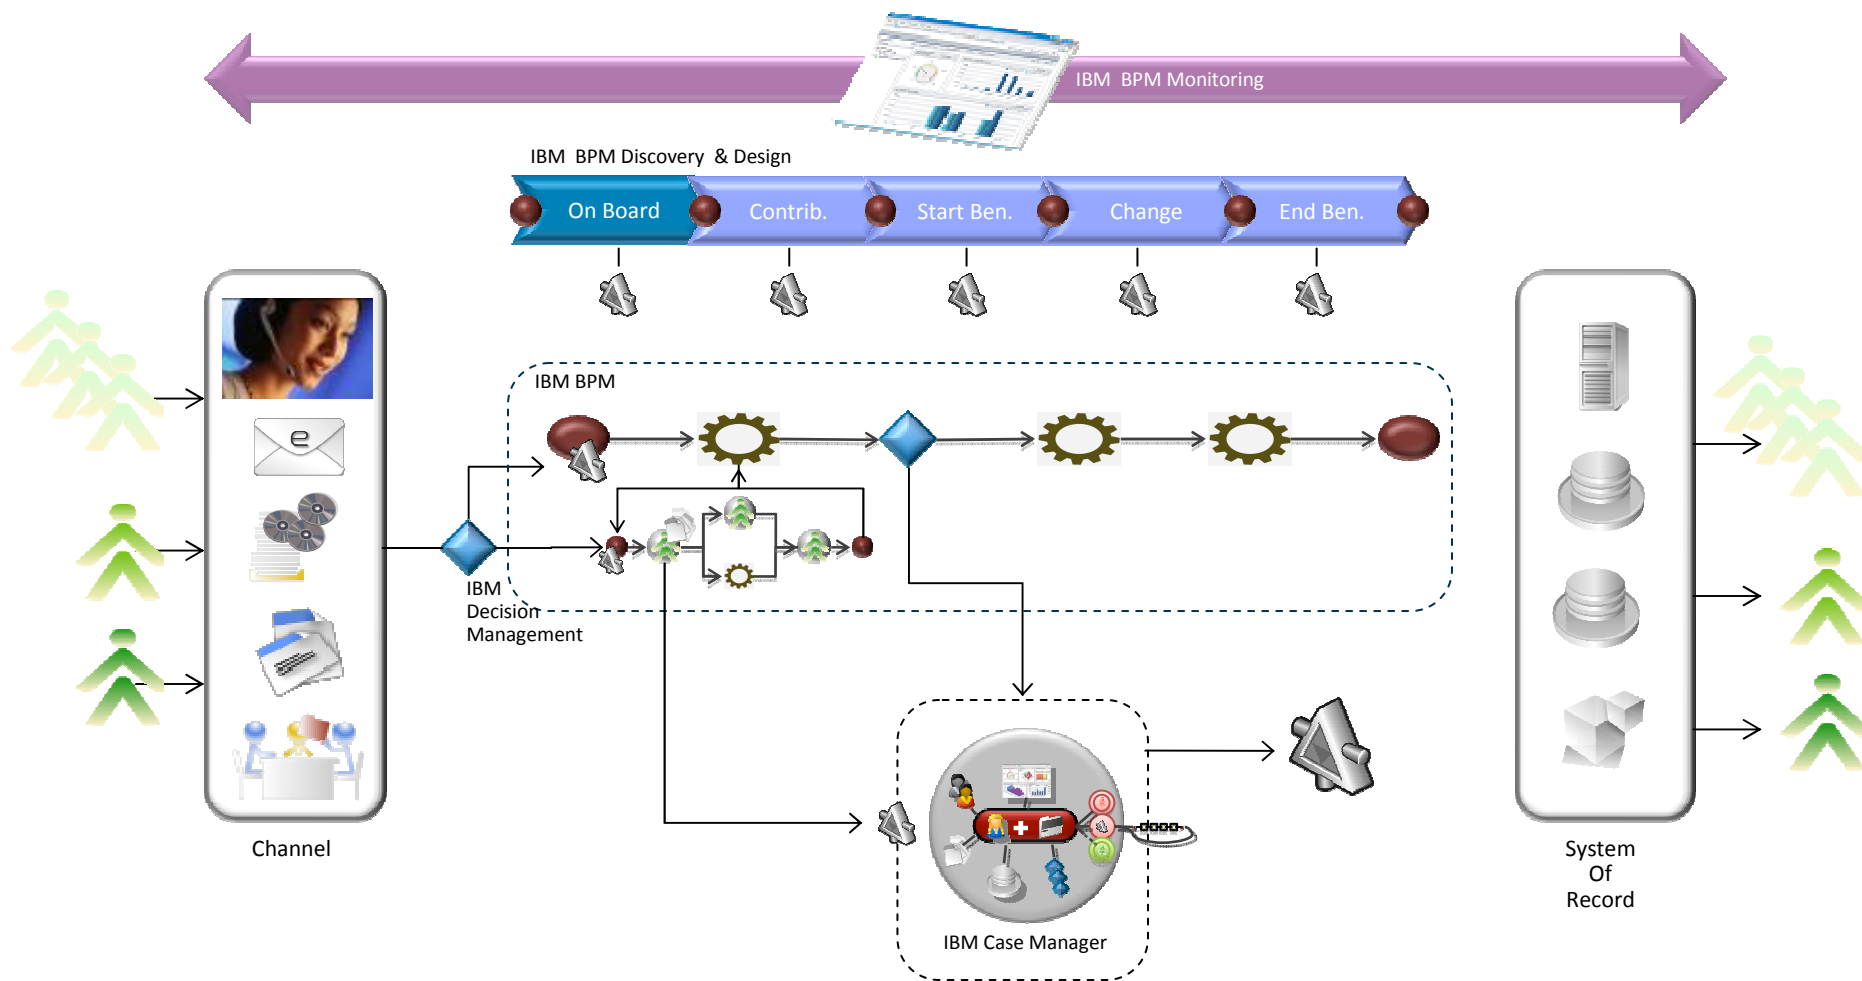 IBM BPM Monitoring
IBM BPM Discovery & Design
On Board
Contrib.
Start Ben.
Change
End Ben.
IBM BPM
e
IBM
Decision
Management
Channel
System
Of
Record
IBM Case Manager